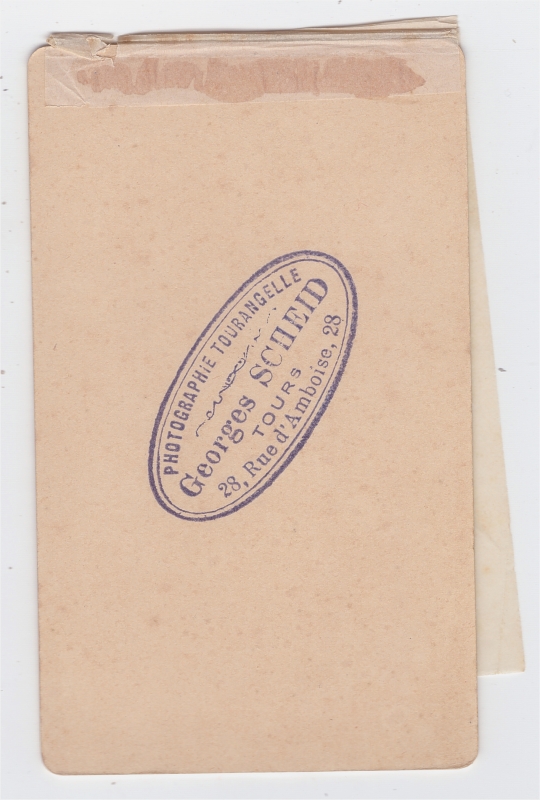 PHOTOGRAPHIE TOURANGELLE
Georges SCHEID
TOURS
28, Rue d'Amboise, 28